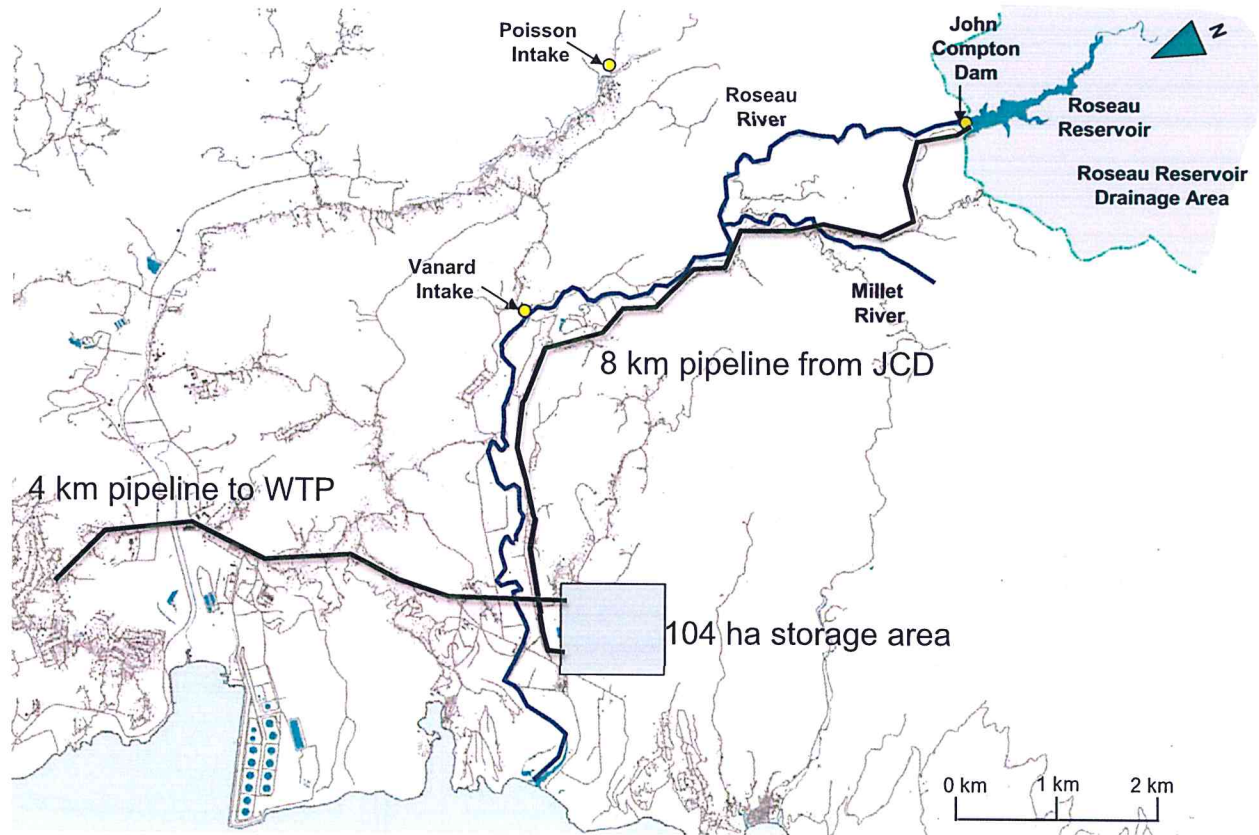 Poisson
Intake
John
Compton
Dam
N
Roseau
River
Roseau
Reservoir
Roseau Reservoir
Drainage Area
Vanard
Intake
Millet
River
8 km pipeline from JCD
4 km pipeline to WTP
104 ha storage area
0 km 1 km 2 km